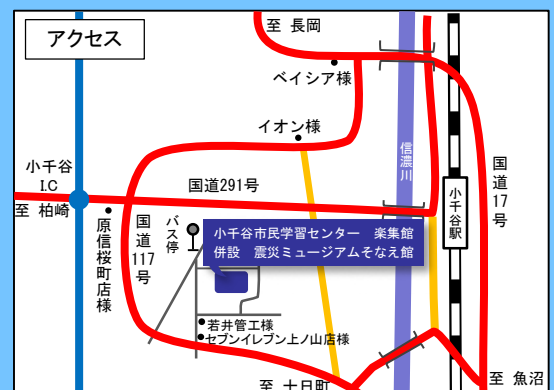 アクセス
至 長岡
ベイシア様
イオン様
信濃川
小千谷
I.C
至 柏崎
国道291号
小千谷駅
国道17号
原信桜町店様
国道
117
号
バス停
小千谷市民学習センター 楽集館
併設 震災ミュージアムそなえ館
若井管工様
セブンイレブン上ノ山店様
至 十日町
至 魚沼